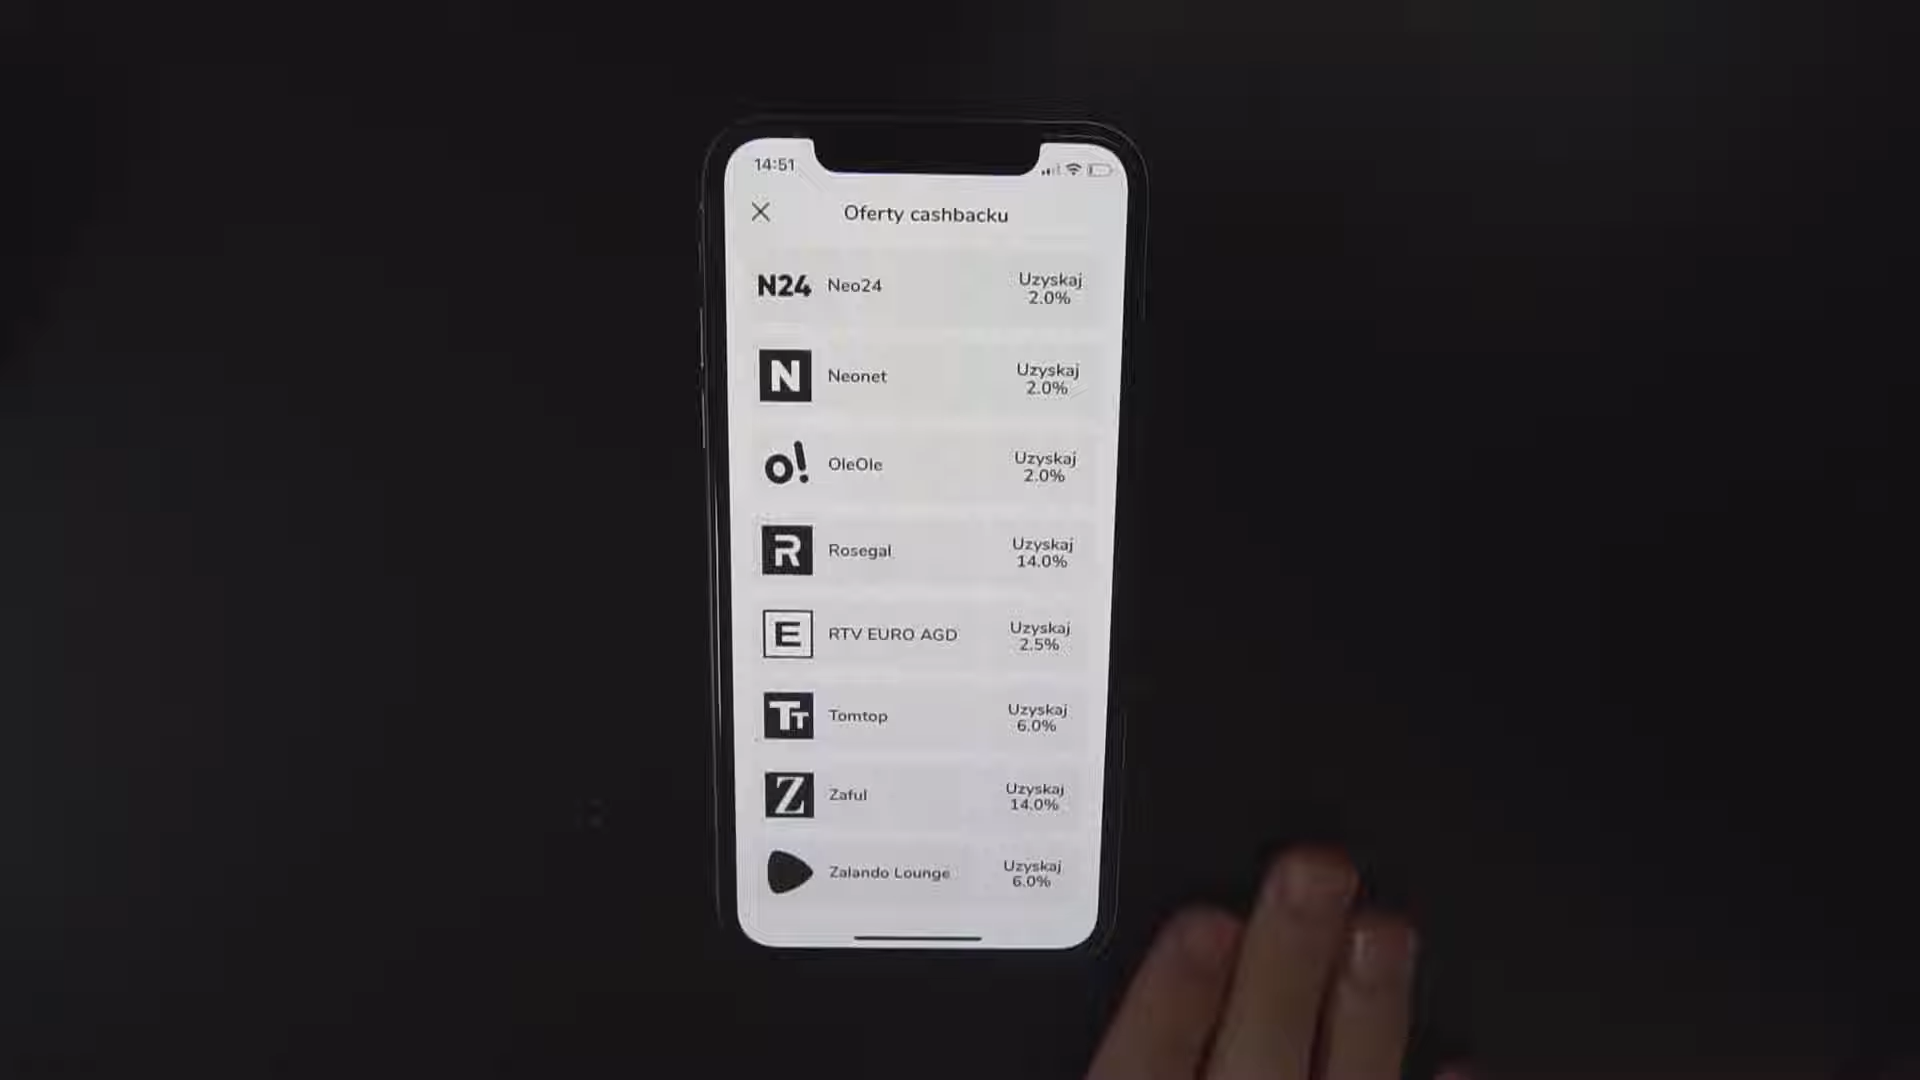 14:51
Oferty cashbacku
N24 Neo24
Uzyskaj
2.0%
N Neonet
Uzyskaj
2.0%
o! OleOle
Uzyskaj
2.0%
R Rosegal
Uzyskaj
14.0%
E RTV EURO AGD
Uzyskaj
2.5%
TT Tomtop
Uzyskaj
6.0%
Z Zaful
Uzyskaj
14.0%
Zalando Lounge
Uzyskaj
6.0%